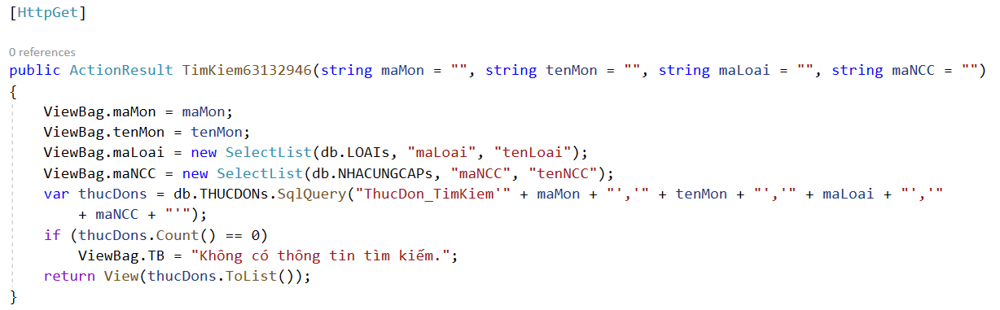 [HttpGet]
0 references
public ActionResult TimKiem63132946(string maMon = "", string tenMon = "", string maLoai = "", string maNCC = "")
{
ViewBag.maMon = maMon;
ViewBag.tenMon = tenMon;
ViewBag.maLoai = new SelectList(db.LOAIs, "maLoai", "tenLoai");
ViewBag.maNCC = new SelectList(db.NHACUNGCAPs, "maNCC", "tenNCC");
var thucDons = db.THUCDONs.SqlQuery("ThucDon_TimKiem'" + maMon + "','" + tenMon + "','" + maLoai + "','"
+ maNCC + "'");
if (thucDons.Count() == 0)
ViewBag.TB = "Không có thông tin tìm kiếm.";
return View(thucDons.ToList());
}